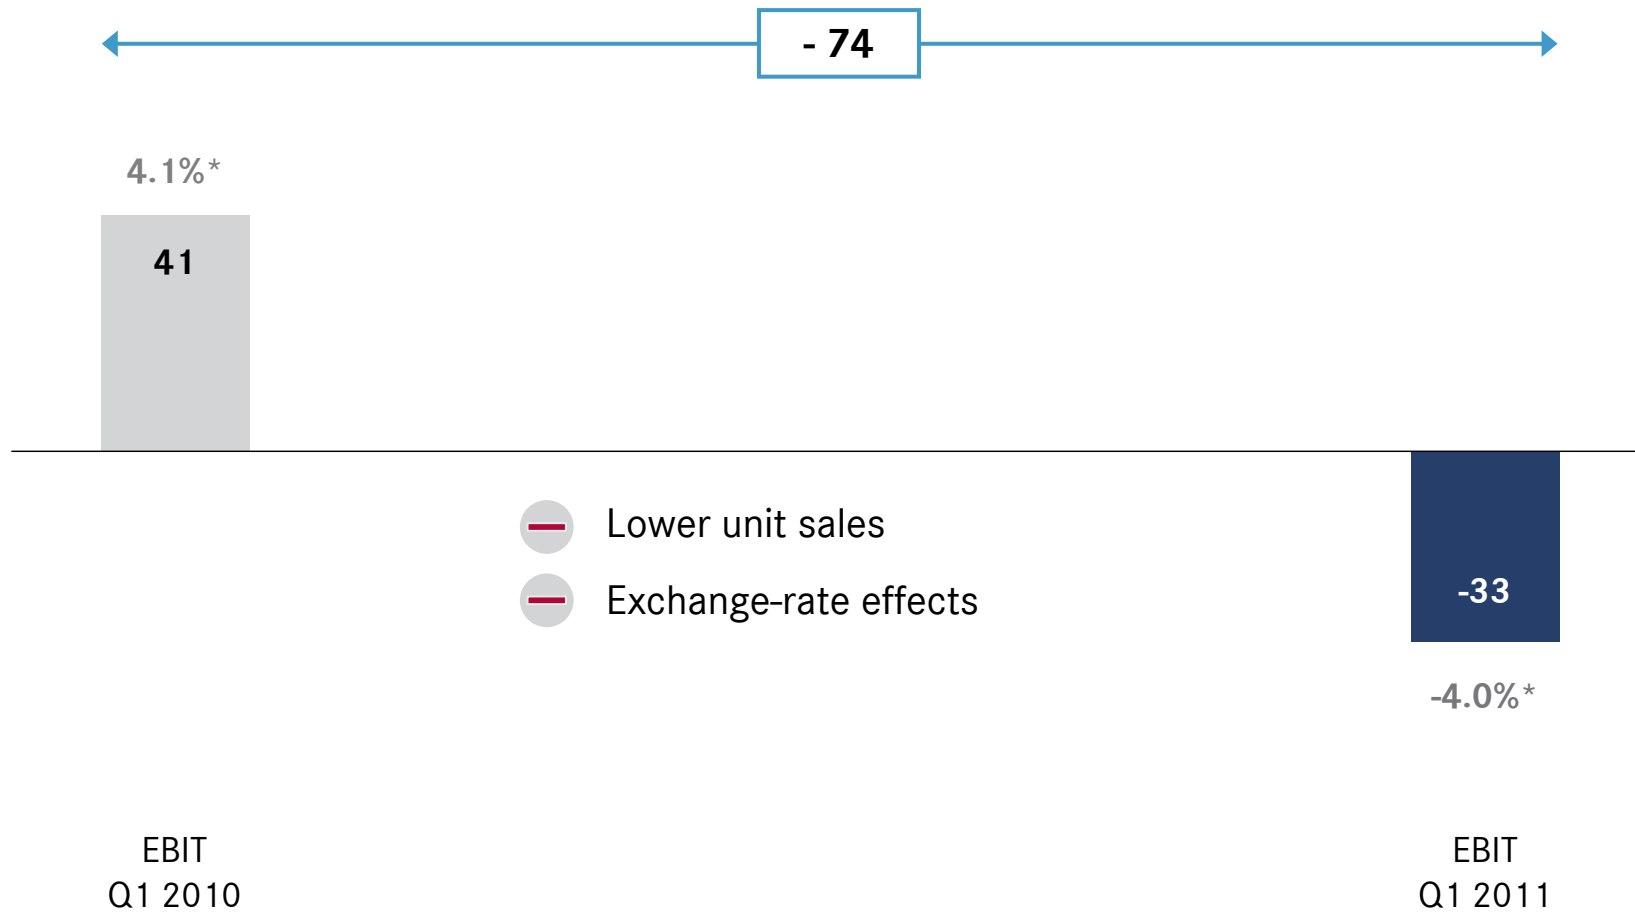 - 74
4.1%*
41
Lower unit sales
Exchange-rate effects
-33
-4.0%*
EBIT
Q1 2010
EBIT
Q1 2011